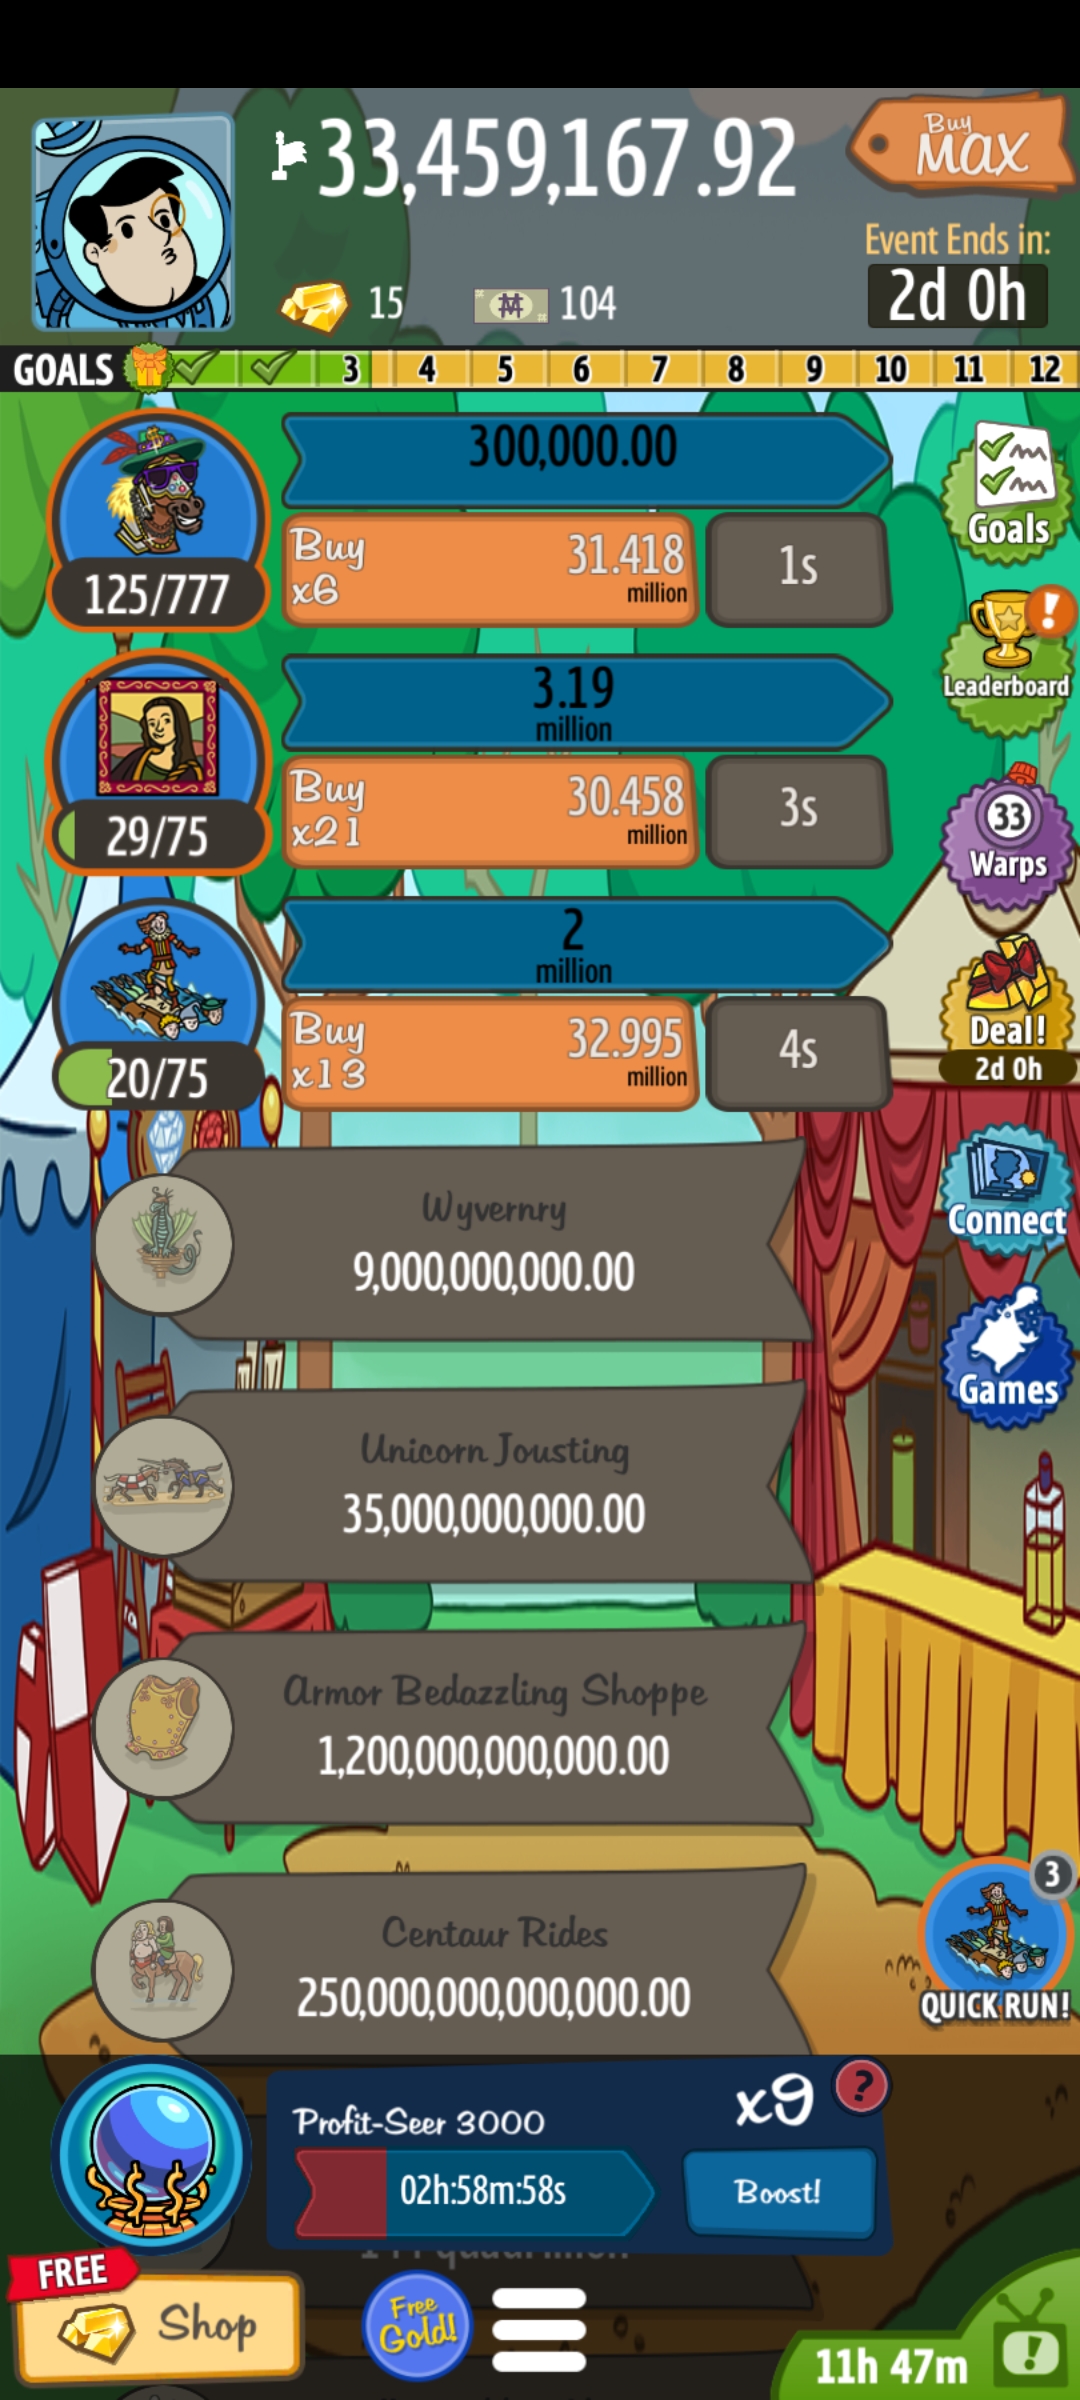 33,459,167.92
Buy
MAX
Event Ends in:
15
104
2d 0h
GOALS 3 4 5 6 7 8 9 10 11 12
300,000.00
Buy
x6
31.418
million
1s
125/777
Goals
3.19
million
Leaderboard
Buy
x21
30.458
million
3s
29/75
33
Warps
2
million
Buy
x13
32.995
million
4s
20/75
Deal!
2d 0h
Wyvernry
9,000,000,000.00
Connect
Unicorn Jousting
35,000,000,000.00
Games
Armor Bedazzling Shoppe
1,200,000,000,000.00
Centaur Rides
250,000,000,000,000.00
3
QUICK RUN!
Profit-Seer 3000
x9
?
02h:58m:58s
Boost!
FREE
Shop
Free
Gold!
11h 47m